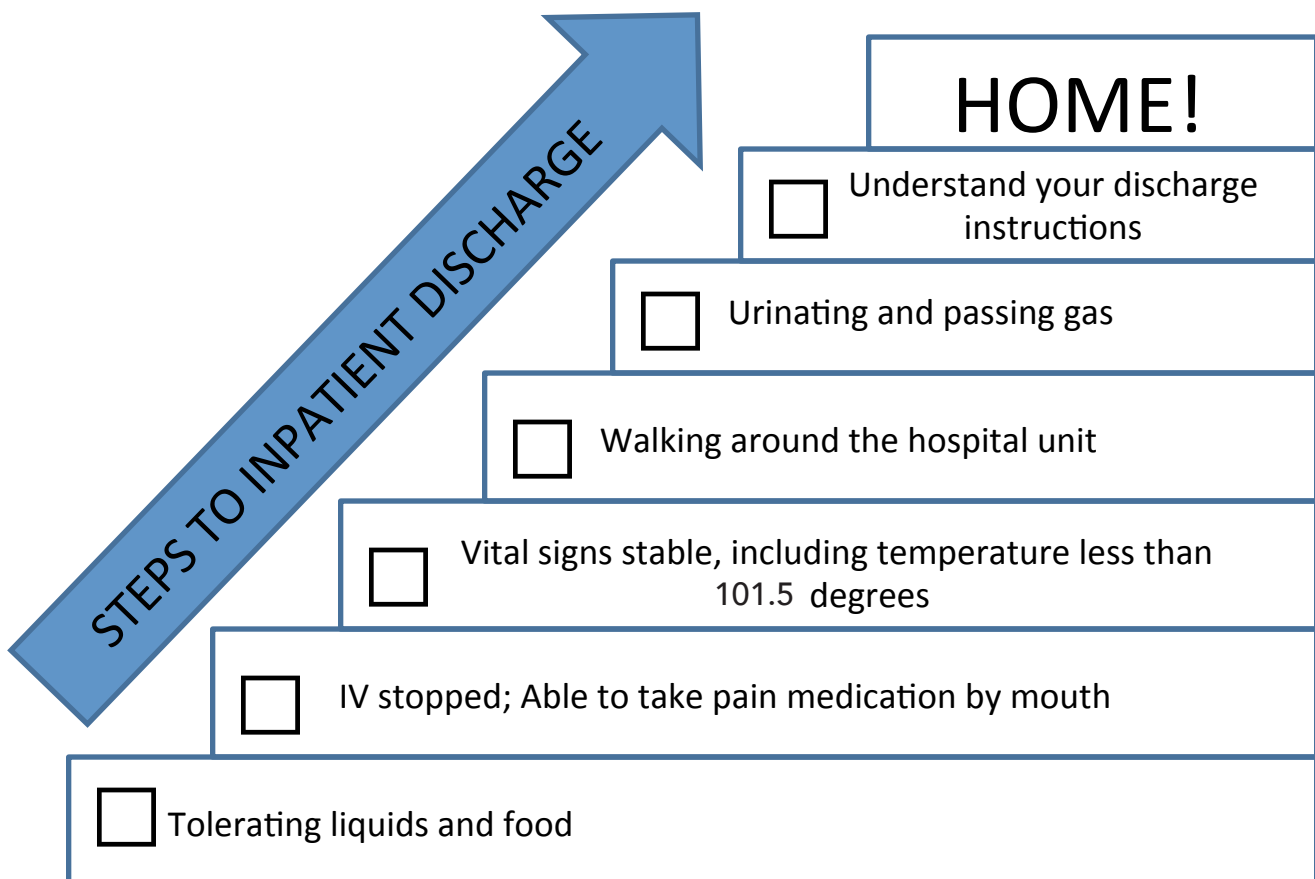 STEPS TO INPATIENT DISCHARGE
HOME!
Understand your discharge
instructions
Urinating and passing gas
Walking around the hospital unit
Vital signs stable, including temperature less than
101.5 degrees
IV stopped; Able to take pain medication by mouth
Tolerating liquids and food